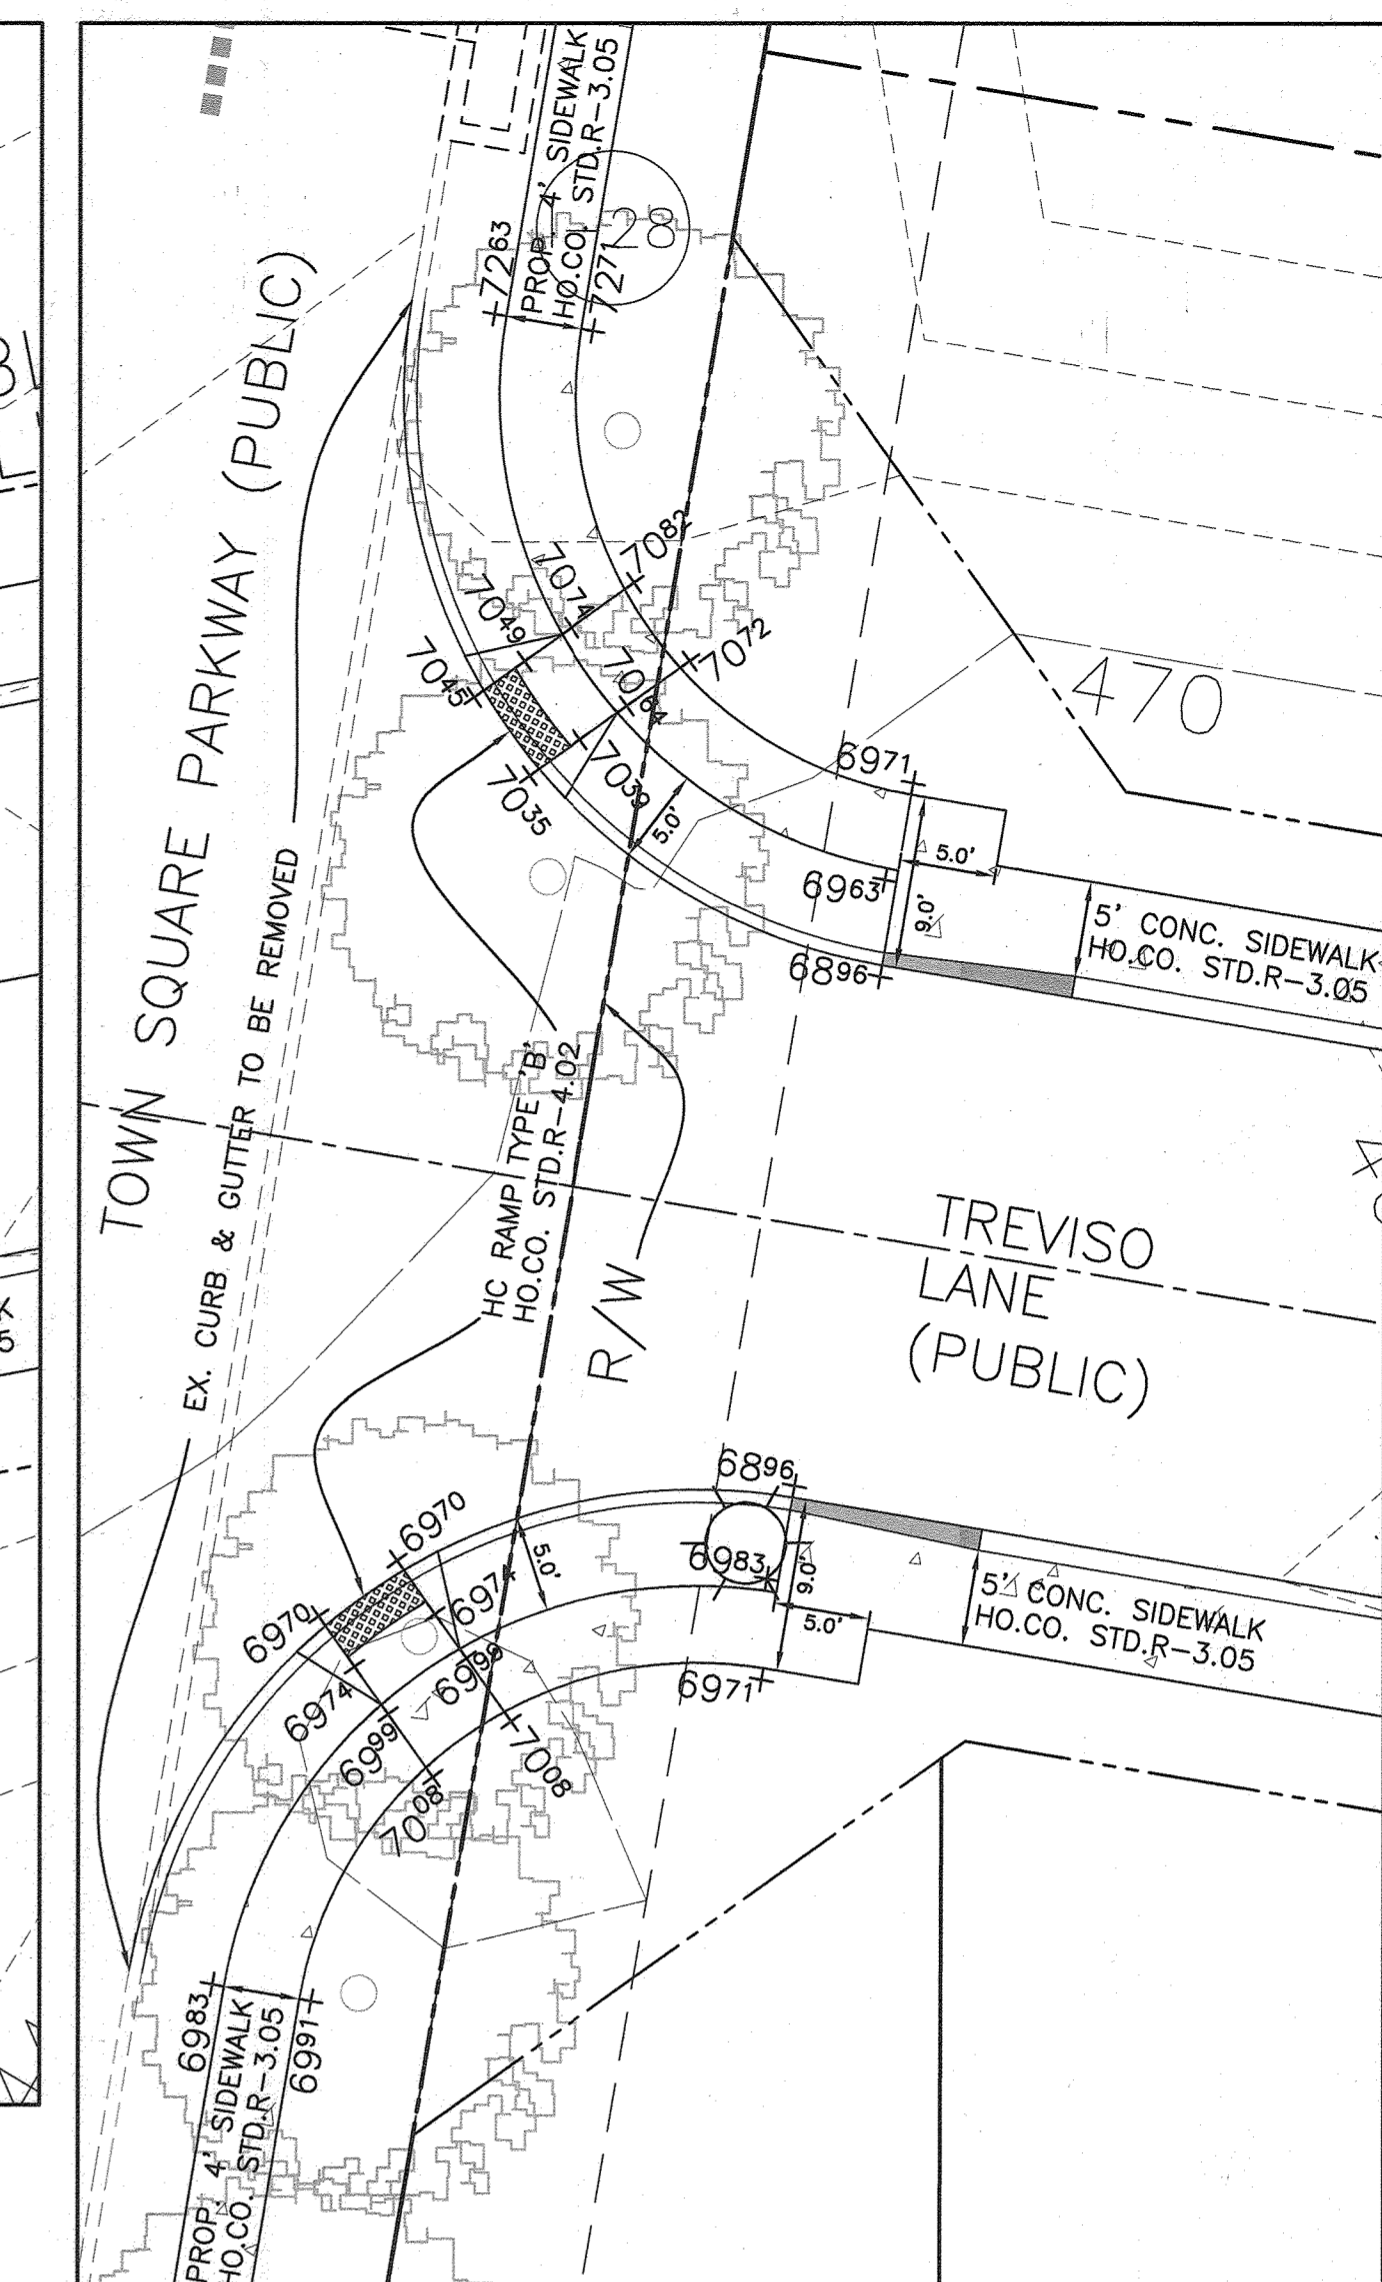 PROP. 4' SIDEWALK
HO.CO. STD.R-3.05
28
7263
7271
TOWN SQUARE PARKWAY (PUBLIC)
EX. CURB & GUTTER TO BE REMOVED
7082
7074
7049
7045
7072
7064
7039
7035
5.0'
470
6971
6963
6896
5.0'
9.0'
5' CONC. SIDEWALK
HO.CO. STD.R-3.05
HC RAMP TYPE 'B'
HO.CO. STD.R-4.02
R/W
TREVISO
LANE
(PUBLIC)
6896
6983
9.0'
5.0'
6971
5' CONC. SIDEWALK
HO.CO. STD.R-3.05
6970
6974
5.0'
6970
6974
6999
6999
7008
7008
6983
6991
PROP. 4' SIDEWALK
HO.CO. STD.R-3.05